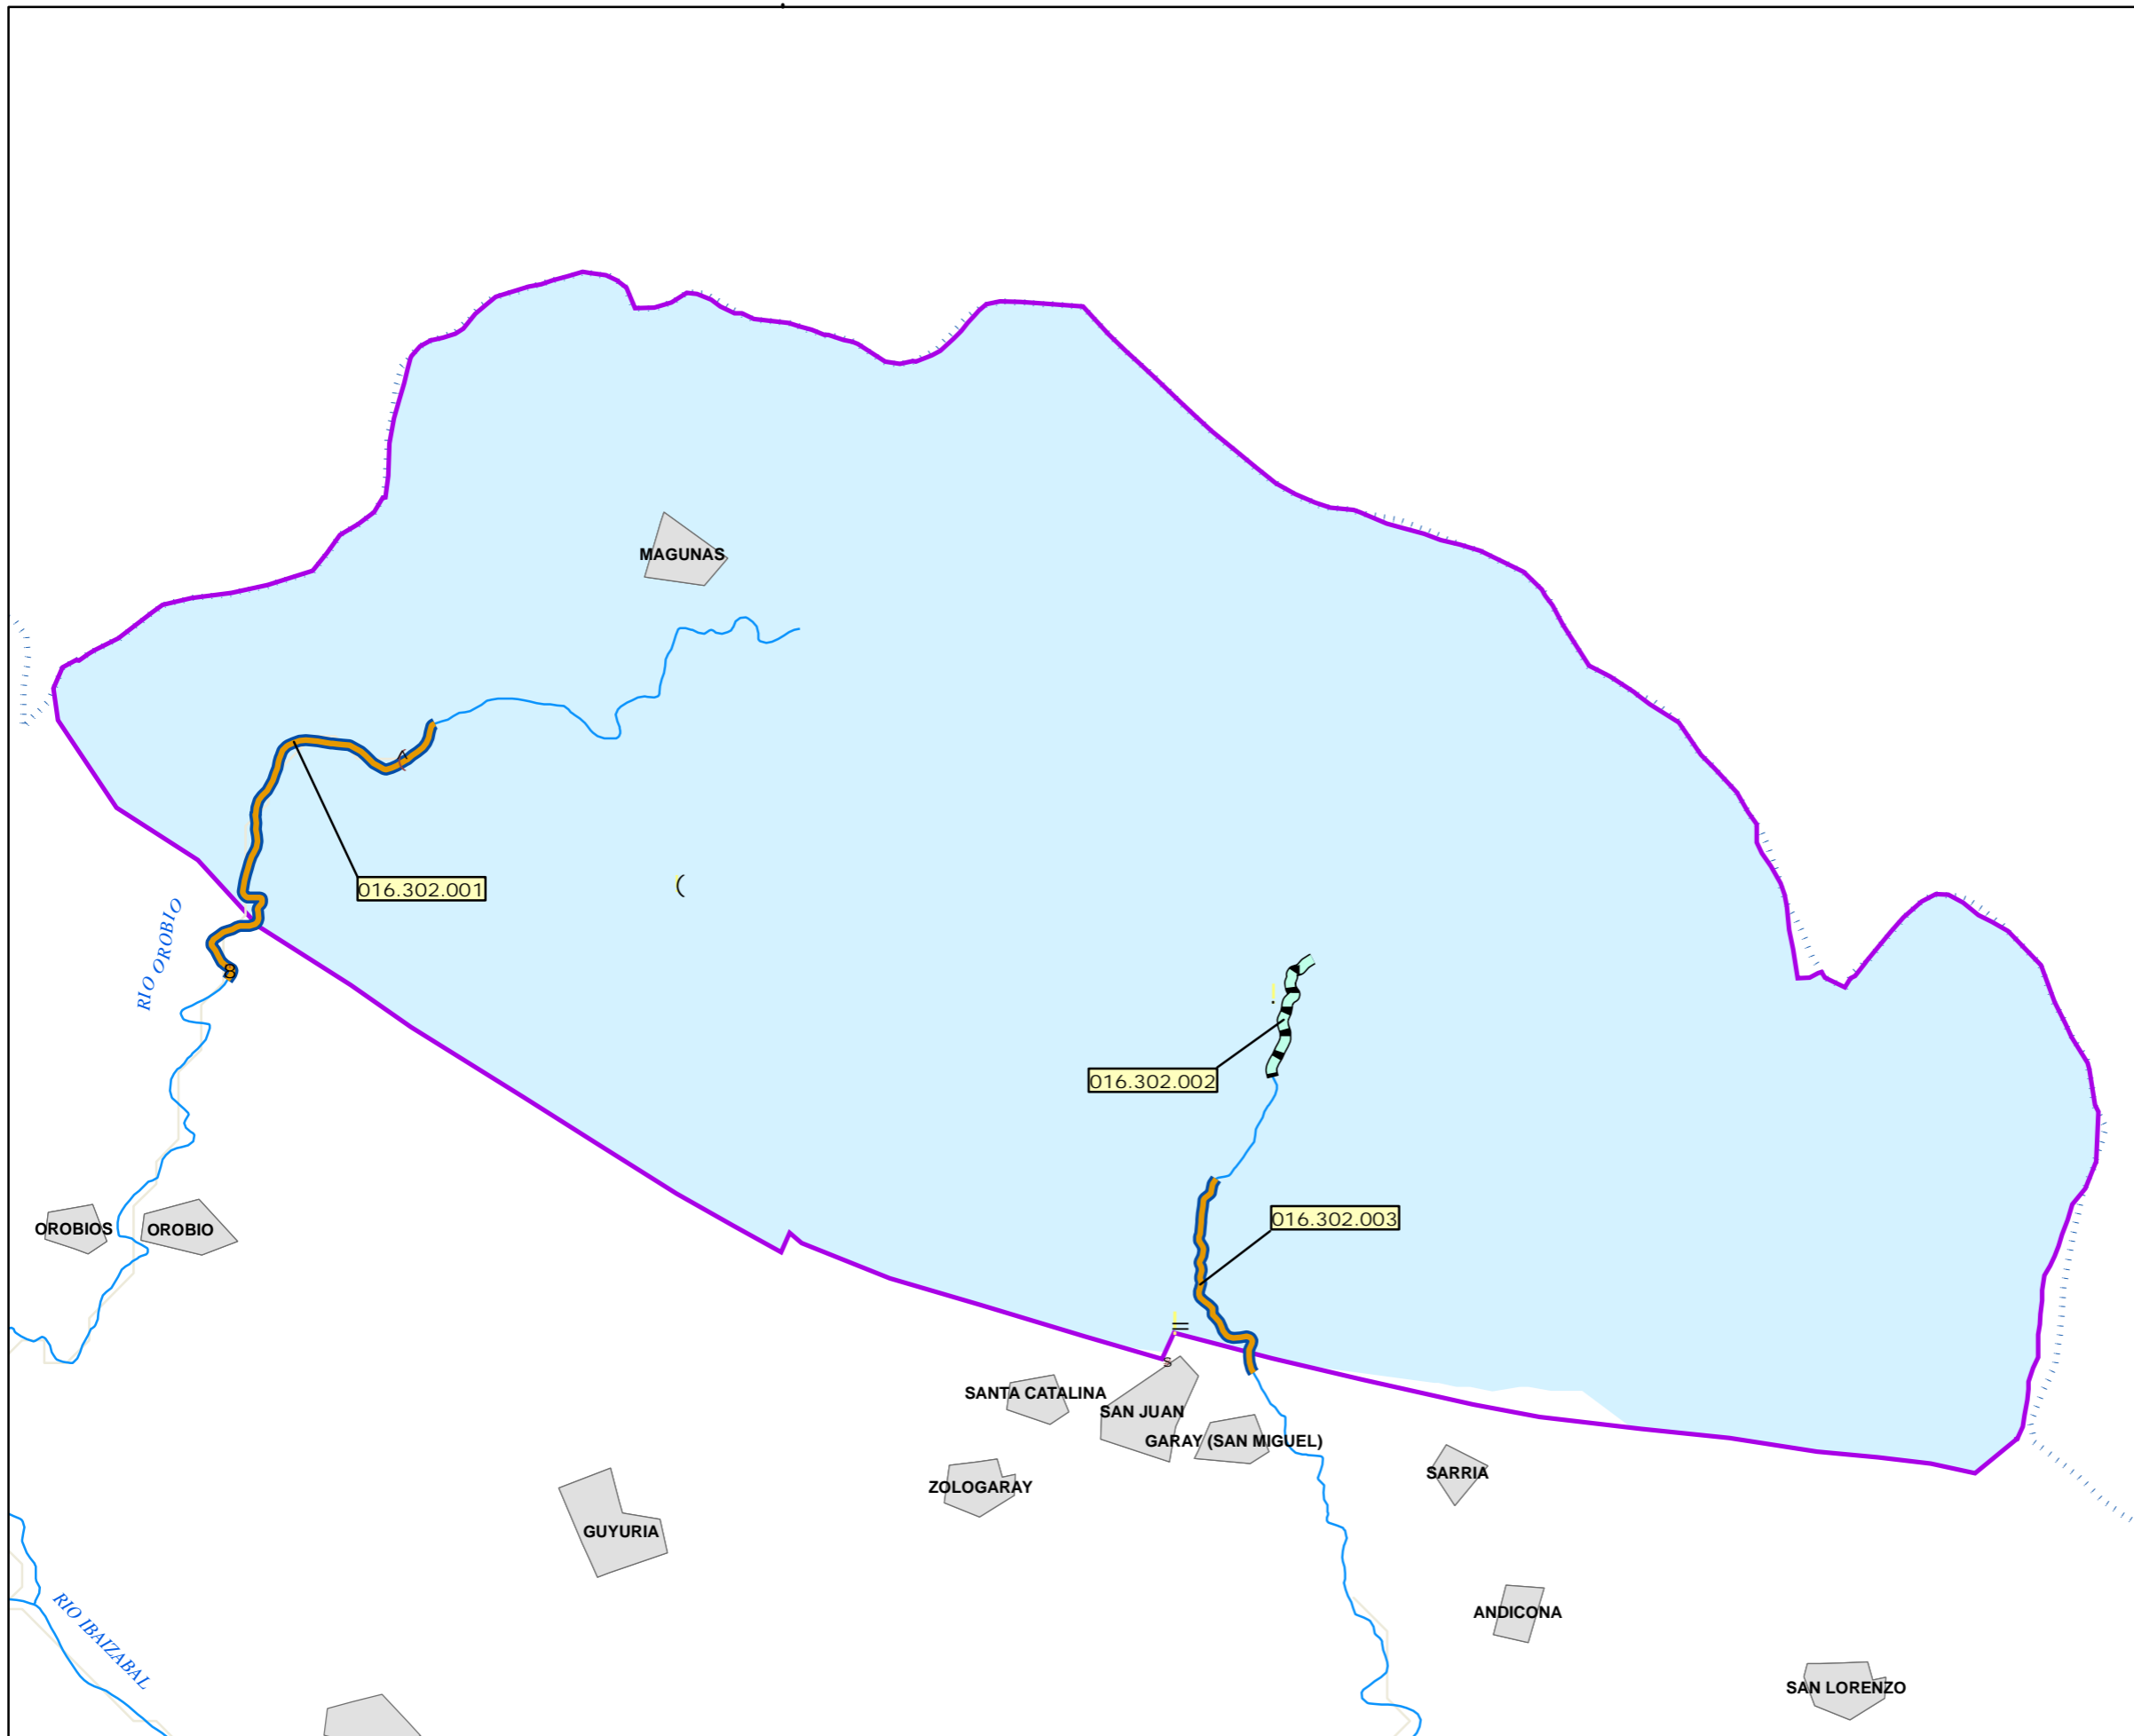 MAGUNAS
016.302.001
RIO OROBIO
016.302.002
016.302.003
OROBIOS
OROBIO
SANTA CATALINA
SAN JUAN
GARAY (SAN MIGUEL)
SARRIA
ZOLOGARAY
GUYURIA
ANDICONA
RIO IBAIZABAL
SAN LORENZO